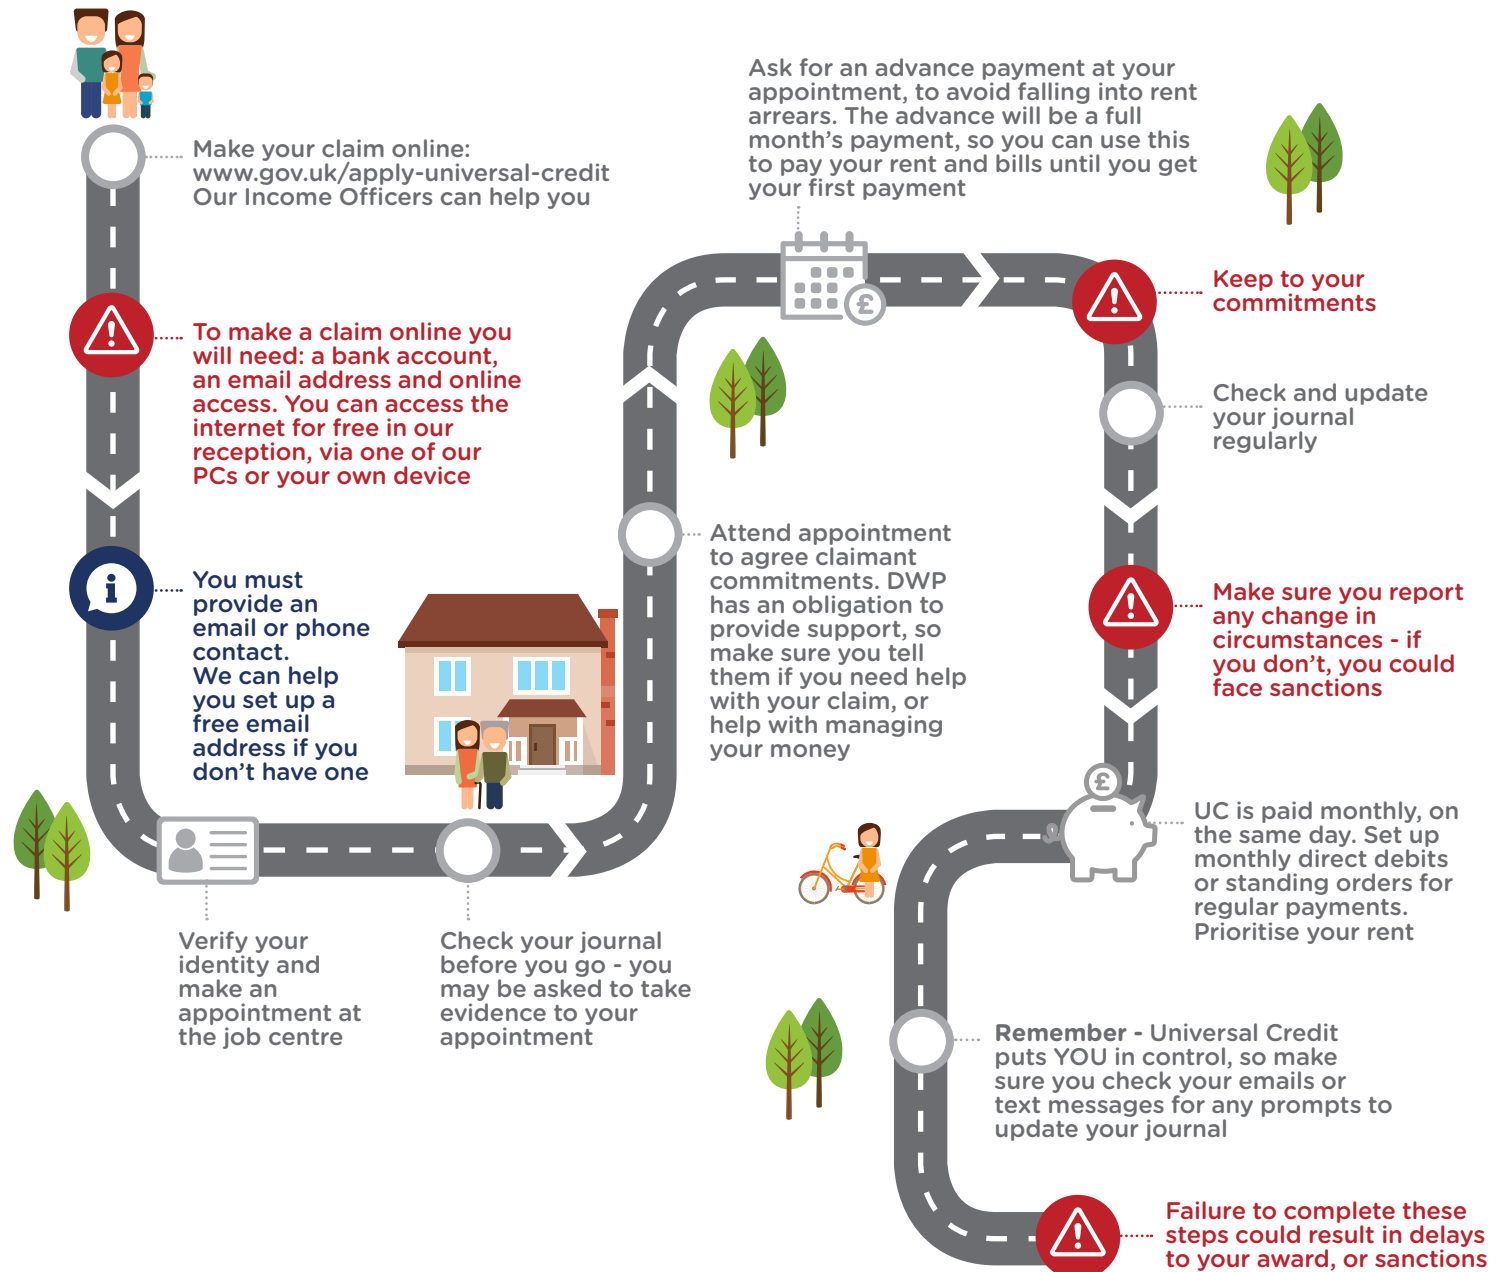 Make your claim online:
www.gov.uk/apply-universal-credit
Our Income Officers can help you
To make a claim online you
will need: a bank account,
an email address and online
access. You can access the
internet for free in our
reception, via one of our
PCs or your own device
i
You must
provide an
email or phone
contact.
We can help
you set up a
free email
address if you
don't have one
Verify your
identity and
make an
appointment at
the job centre
Check your journal
before you go - you
may be asked to take
evidence to your
appointment
Attend appointment
to agree claimant
commitments. DWP
has an obligation to
provide support, so
make sure you tell
them if you need help
with your claim, or
help with managing
your money
Ask for an advance payment at your
appointment, to avoid falling into rent
arrears. The advance will be a full
month's payment, so you can use this
to pay your rent and bills until you get
your first payment
£
Keep to your
commitments
Check and update
your journal
regularly
Make sure you report
any change in
circumstances - if
you don't, you could
face sanctions
£
UC is paid monthly, on
the same day. Set up
monthly direct debits
or standing orders for
regular payments.
Prioritise your rent
Remember - Universal Credit
puts YOU in control, so make
sure you check your emails or
text messages for any prompts to
update your journal
Failure to complete these
steps could result in delays
to your award, or sanctions